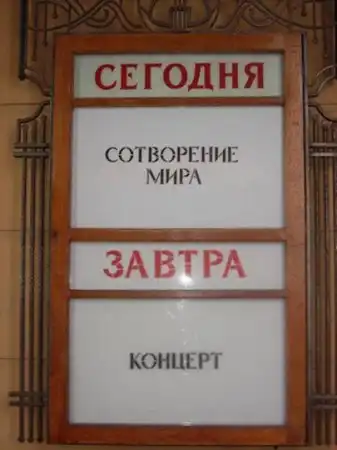 СЕГОДНЯ
СОТВОРЕНИЕ
МИРА
ЗАВТРА
КОНЦЕРТ